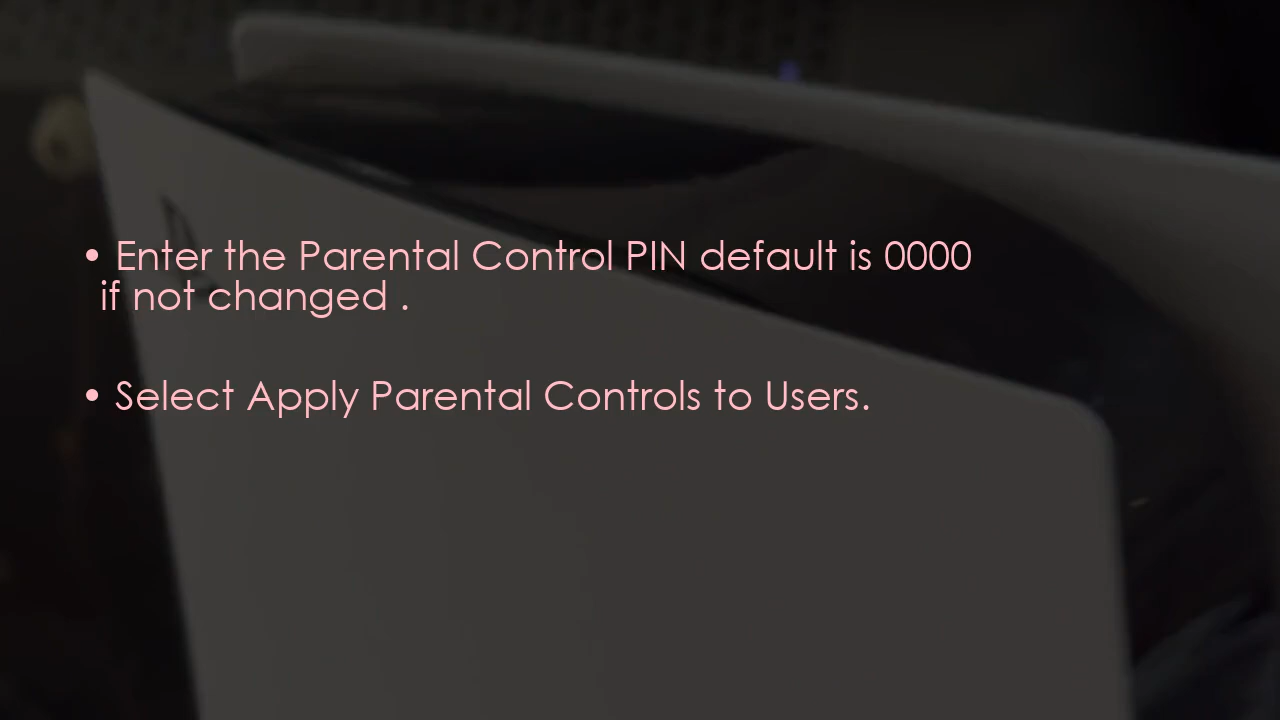 • Enter the Parental Control PIN default is 0000
if not changed .
• Select Apply Parental Controls to Users.